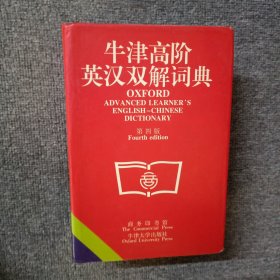 牛津高阶
英汉双解词典
OXFORD
ADVANCED LEARNER'S
ENGLISH-CHINESE
DICTIONARY
第四版
Fourth edition
商务印书馆
The Commercial Press
牛津大学出版社
Oxford University Press